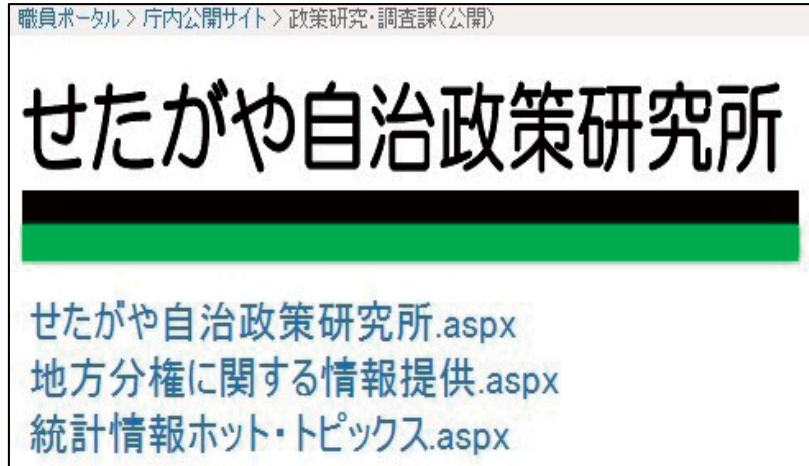 職員ポータル > 庁内公開サイト > 政策研究・調査課(公開)
せたがや自治政策研究所
せたがや自治政策研究所.aspx
地方分権に関する情報提供.aspx
統計情報ホット・トピックス.aspx